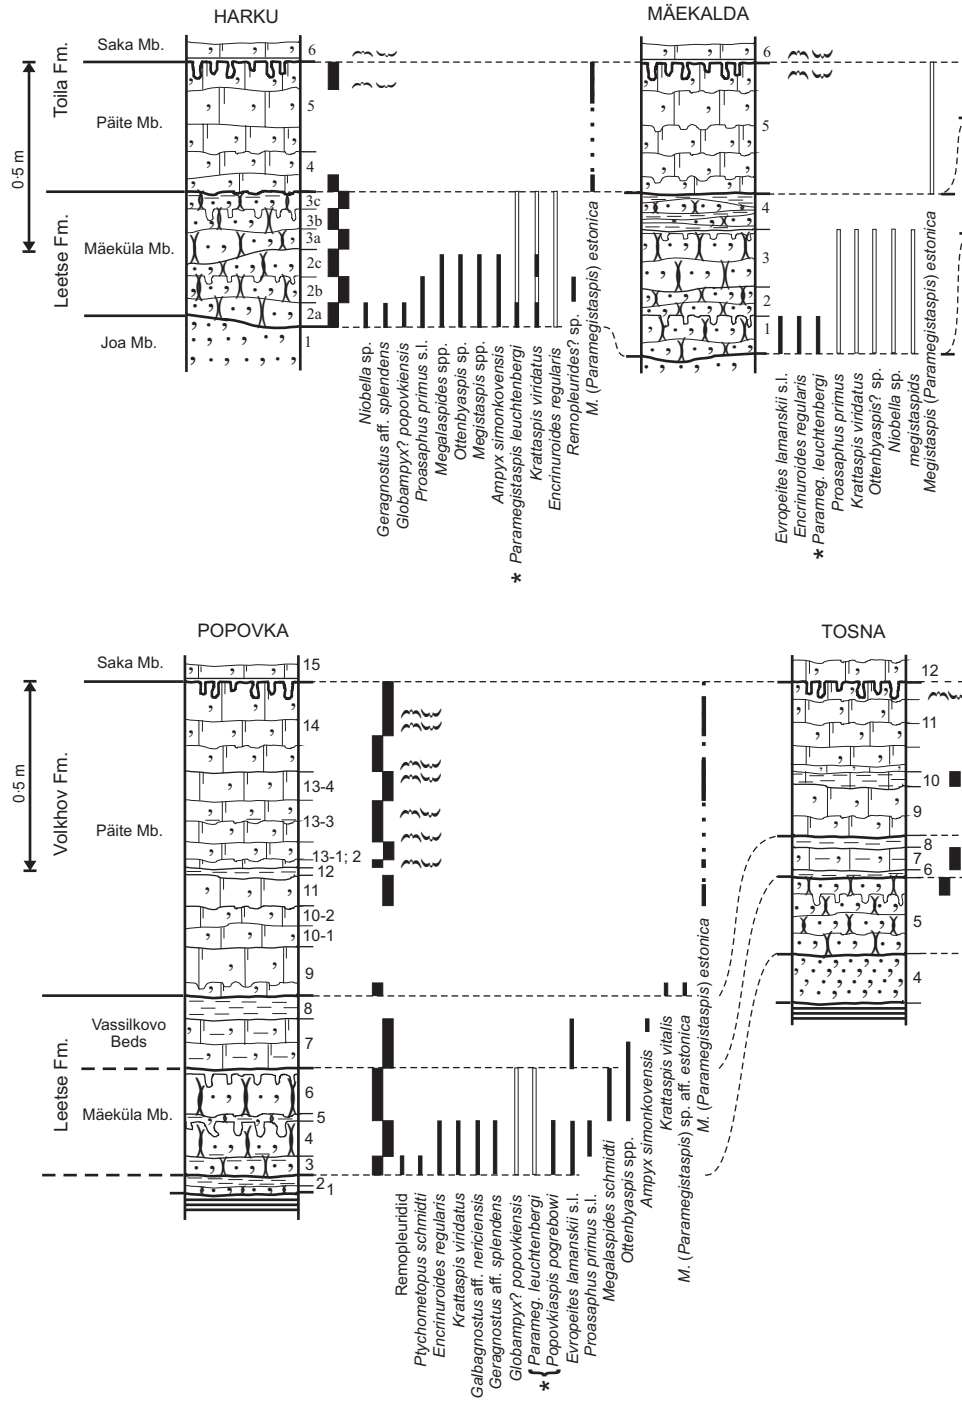 HARKU
Saka Mb.
Toila Fm.
Päite Mb.
0·5 m
Leetse Fm.
Mäeküla Mb.
Joa Mb.
6
5
4
3c
3b
3a
2c
2b
2a
1
Niobella sp.
Geragnostus aff. splendens
Globampyx? popovkiensis
Proasaphus primus s.l.
Megalaspides spp.
Ottenbyaspis sp.
Megistaspis spp.
Ampyx simonkovensis
* Paramegistaspis leuchtenbergi
Krattaspis viridatus
Encrinuroides regularis
Remopleurides? sp.
M. (Paramegistaspis) estonica
MÄEKALDA
6
5
4
3
2
1
Evropeites lamanskii s.l.
Encrinuroides regularis
* Parameg. leuchtenbergi
Proasaphus primus
Krattaspis viridatus
Ottenbyaspis? sp.
Niobella sp.
megistaspids
Megistaspis (Paramegistaspis) estonica
POPOVKA
Saka Mb.
Volkhov Fm.
Päite Mb.
0·5 m
Vassilkovo
Beds
Leetse Fm.
Mäeküla Mb.
15
14
13-4
13-3
13-1; 2
12
11
10-2
10-1
9
8
7
6
5
4
3
2
1
Remopleuridid
Ptychometopus schmidti
Encrinuroides regularis
Krattaspis viridatus
Galbagnostus aff. nericiensis
Geragnostus aff. splendens
Globampyx? popovkiensis
Parameg. leuchtenbergi
* { Popovkiaspis pogrebowi
Evropeites lamanskii s.l.
Proasaphus primus s.l.
Megalaspides schmidti
Ottenbyaspis spp.
Ampyx simonkovensis
Krattaspis vitalis
M. (Paramegistaspis) sp. aff. estonica
M. (Paramegistaspis) estonica
TOSNA
12
11
10
9
8
7
6
5
4